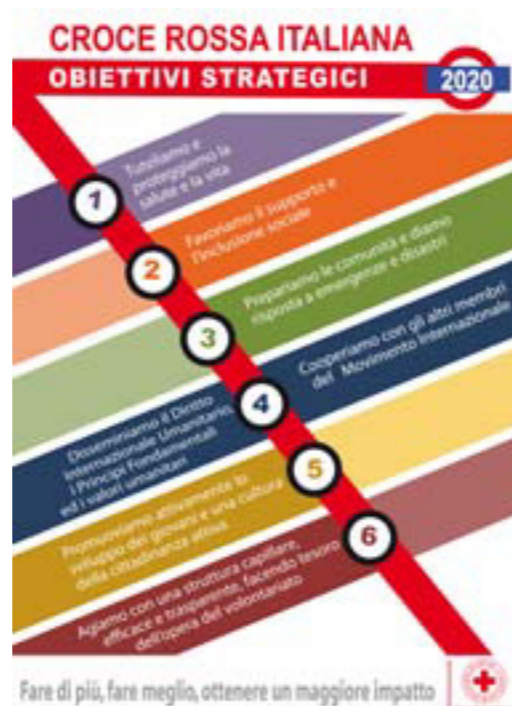 CROCE ROSSA ITALIANA
OBIETTIVI STRATEGICI
2020
1
Tuteliamo e
proteggiamo la
salute e la vita
2
Favoriamo il supporto e
l'inclusione sociale
3
Prepariamo le comunità e diamo
risposta a emergenze e disastri
4
Disseminiamo il Diritto
Internazionale Umanitario,
i Principi Fondamentali
ed i valori umanitari
Cooperiamo con gli altri membri
del Movimento Internazionale
5
Promuoviamo attivamente lo
sviluppo dei giovani e una cultura
della cittadinanza attiva
6
Agiamo con una struttura capillare,
efficace e trasparente, facendo tesoro
dell'opera del volontariato
Fare di più, fare meglio, ottenere un maggiore impatto